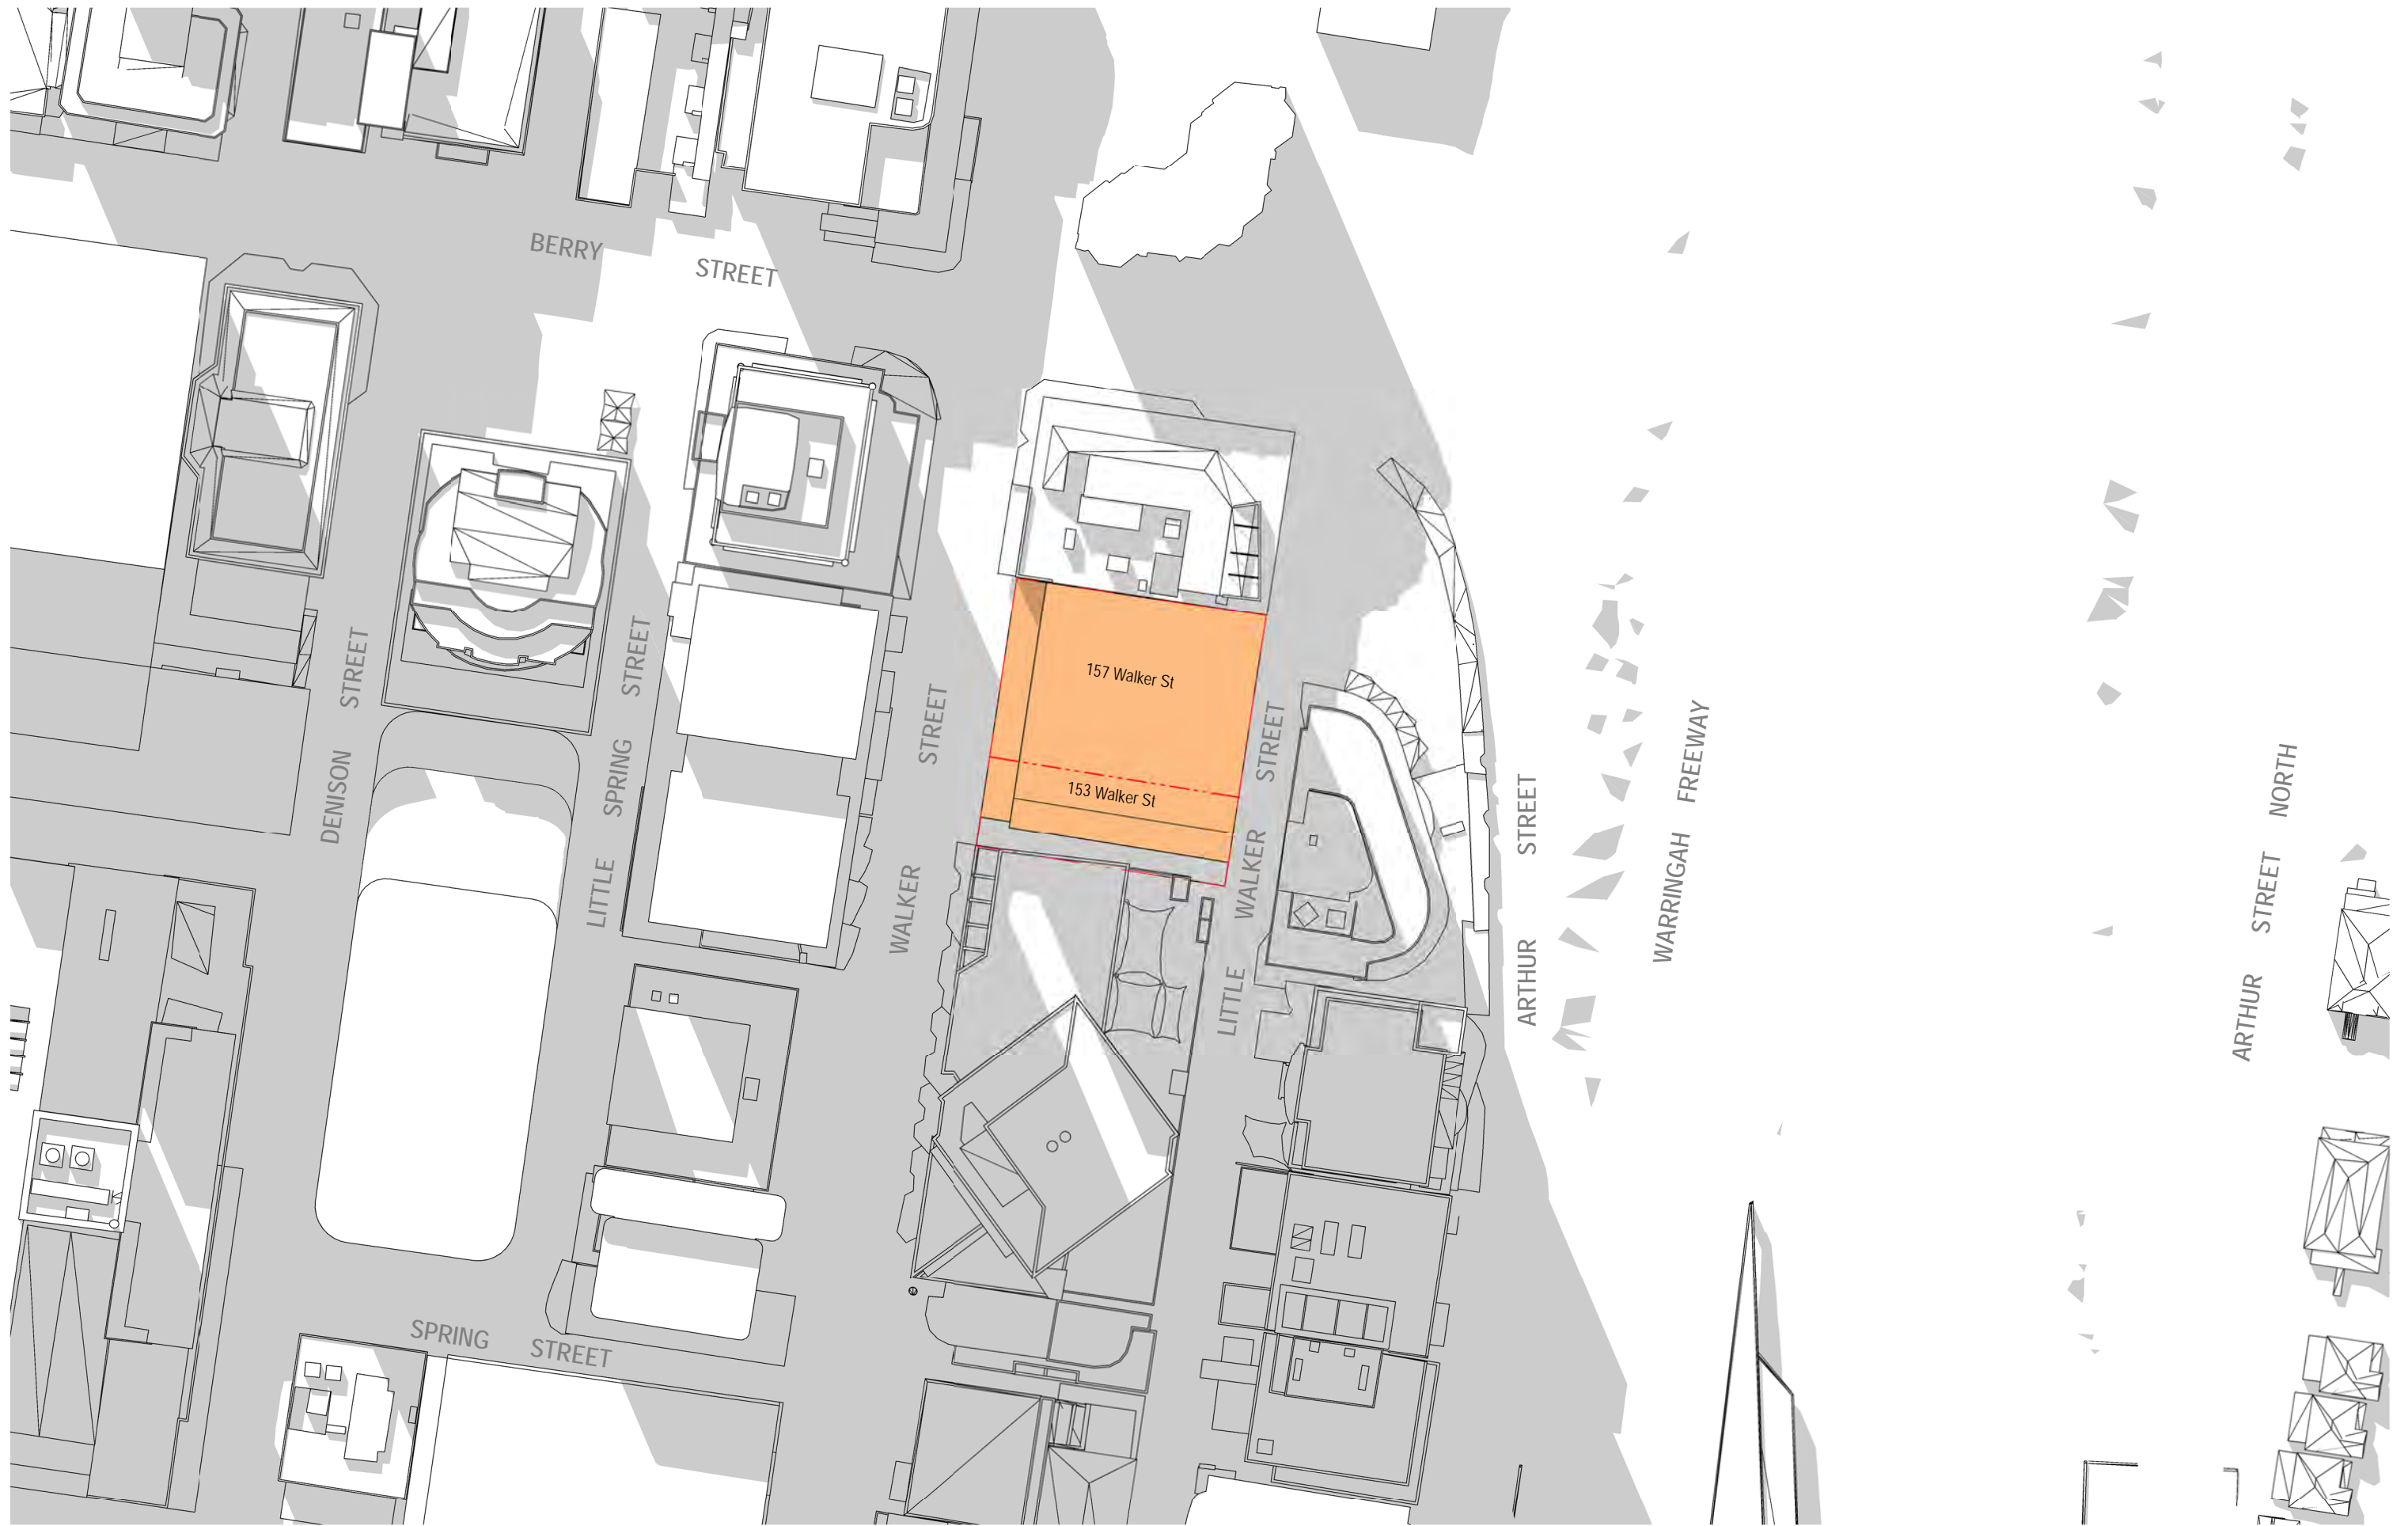 BERRY
STREET
157 Walker St
153 Walker St
DENISON STREET
LITTLE SPRING STREET
WALKER STREET
LITTLE WALKER STREET
ARTHUR STREET
WARRINGAH FREEWAY
ARTHUR STREET NORTH
SPRING
STREET